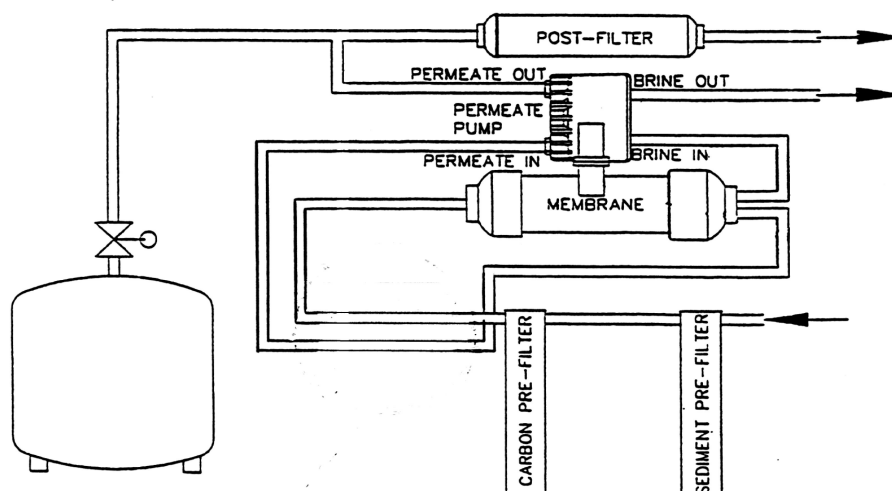 POST-FILTER
PERMEATE OUT
BRINE OUT
PERMEATE
PUMP
PERMEATE IN
BRINE IN
MEMBRANE
CARBON PRE-FILTER
SEDIMENT PRE-FILTER